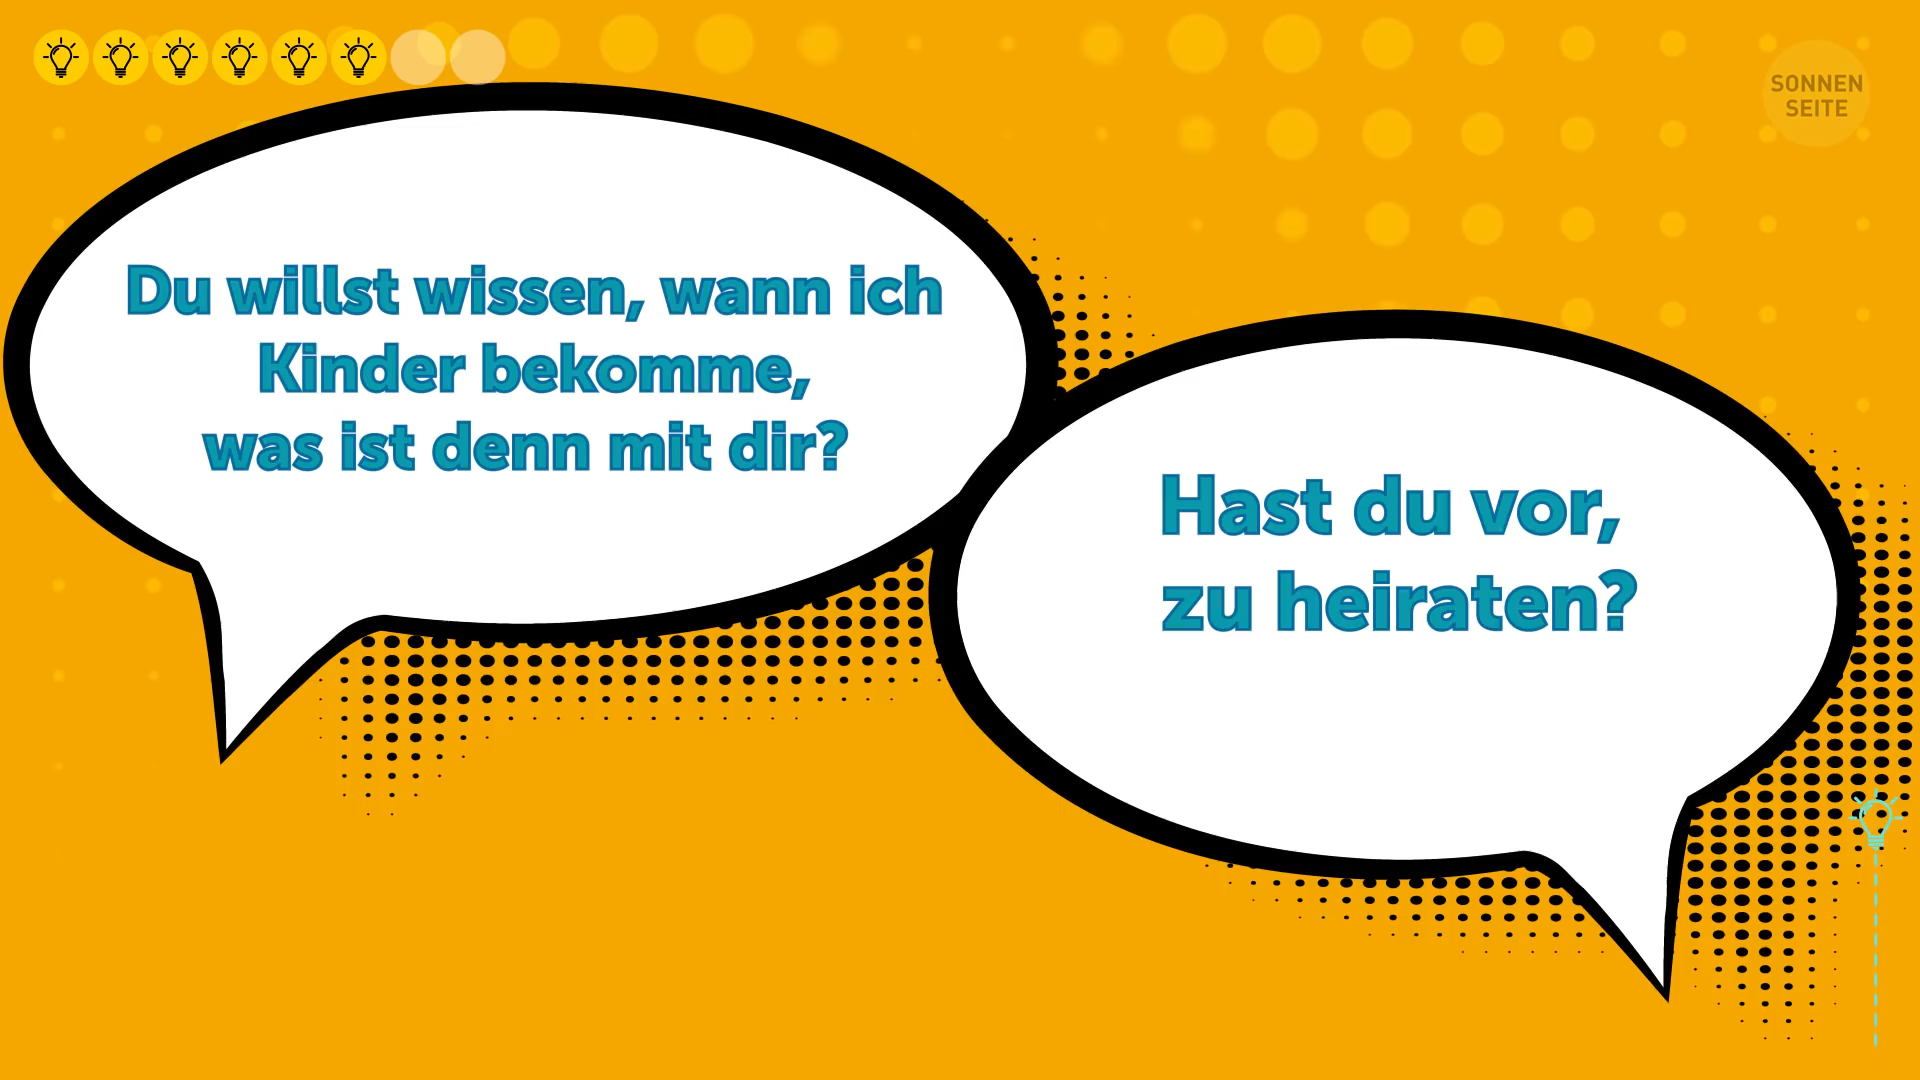 SONNEN
SEITE
Du willst wissen, wann ich
Kinder bekomme,
was ist denn mit dir?
Hast du vor,
zu heiraten?